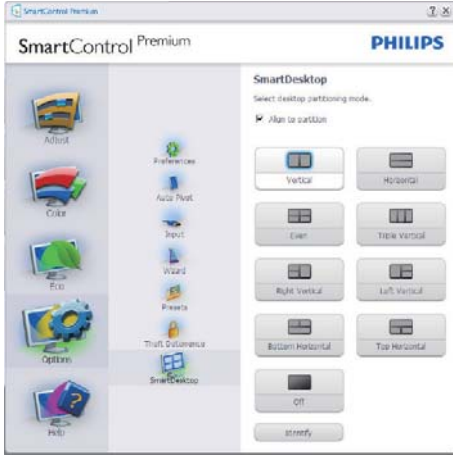 SmartControl Premium
SmartControl Premium
PHILIPS
Adjust
Color
Eco
Options
Help
Preferences
Auto Pivot
Input
Wizard
Presets
Theft Deterrence
SmartDesktop
SmartDesktop
Select desktop partitioning mode.
Align to partition
Vertical
Horizontal
Even
Triple Vertical
Right Vertical
Left Vertical
Bottom Horizontal
Top Horizontal
Off
Identify